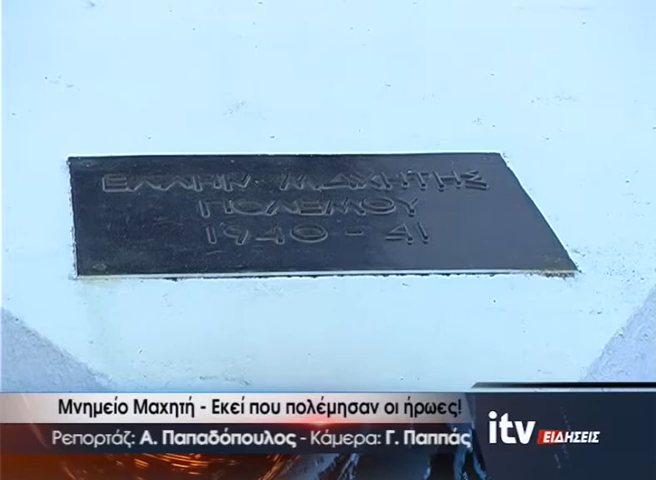 ΕΛΛΗΝ ΜΑΧΗΤΗΣ
ΠΟΛΕΜΟΥ
1940 - 41
Μνημείο Μαχητή - Εκεί που πολέμησαν οι ήρωες!
Ρεπορτάζ: Α. Παπαδόπουλος - Κάμερα: Γ. Παππάς
itv ΕΙΔΗΣΕΙΣ